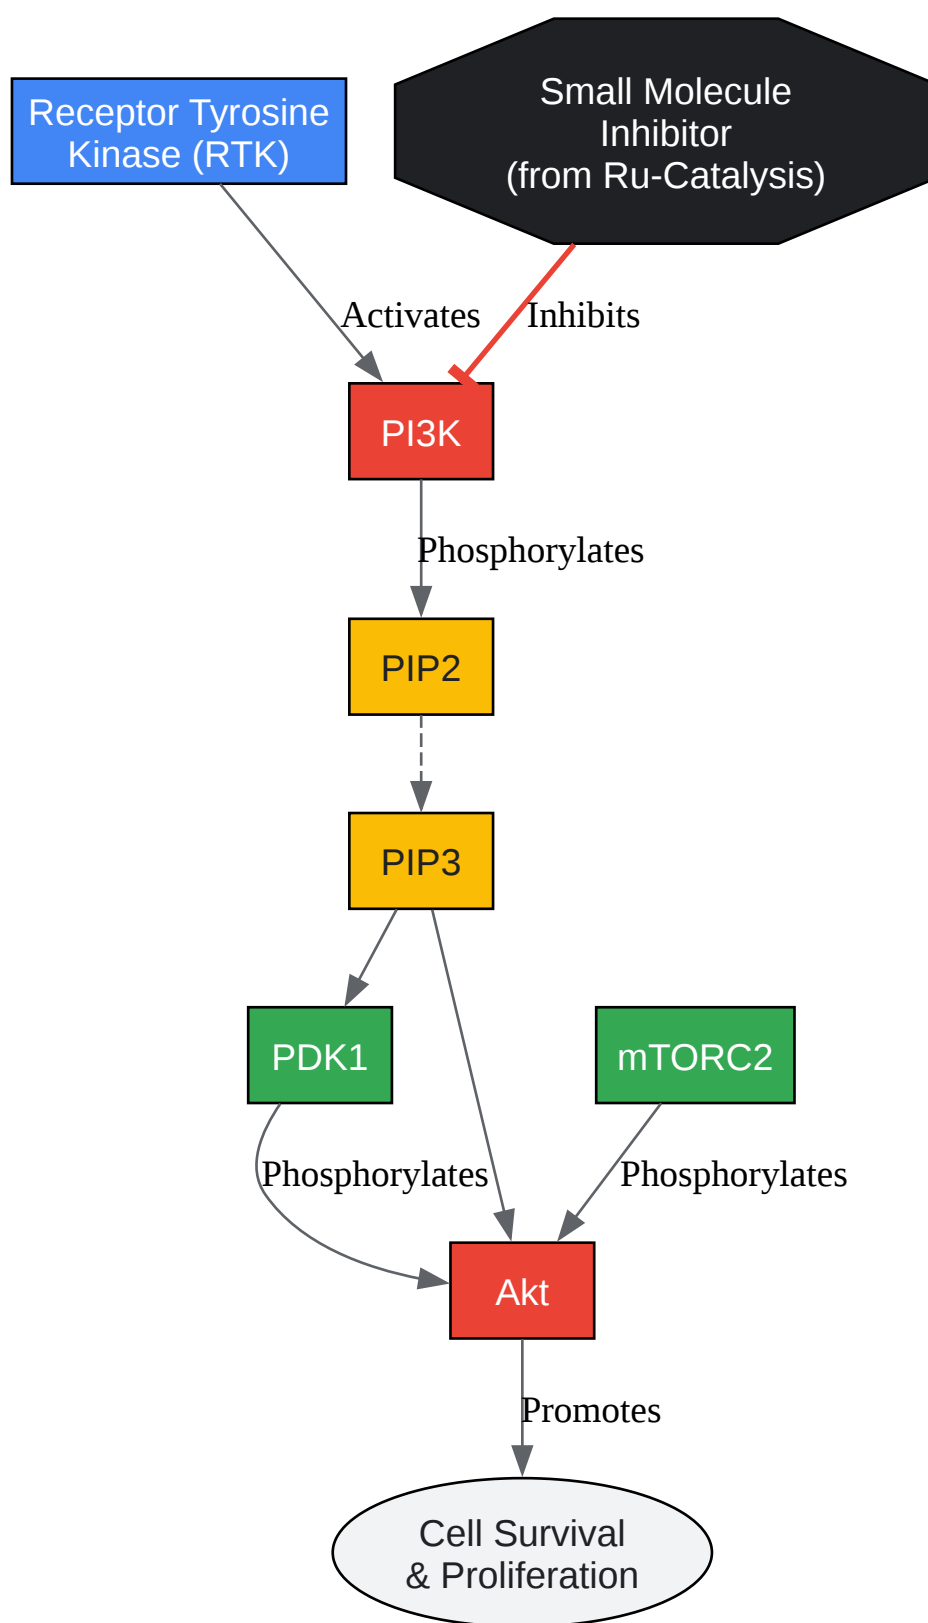 Receptor Tyrosine
Kinase (RTK)
Small Molecule
Inhibitor
(from Ru-Catalysis)
Activates
Inhibits
PI3K
Phosphorylates
PIP2
PIP3
PDK1
mTORC2
Phosphorylates
Phosphorylates
Akt
Promotes
Cell Survival
& Proliferation